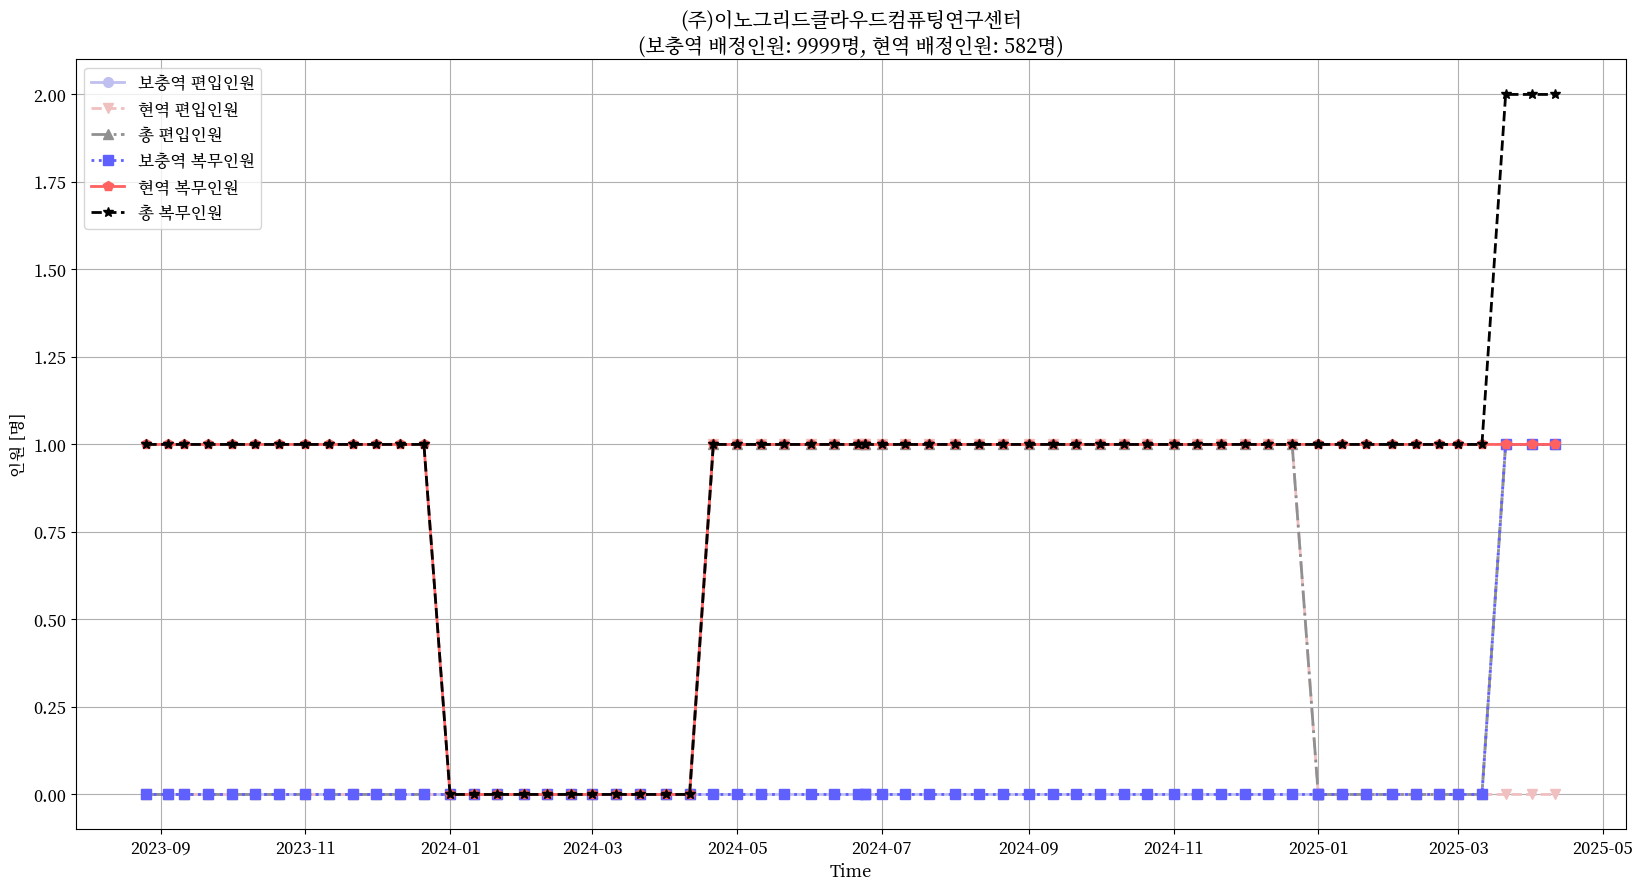 (주)이노그리드클라우드컴퓨팅연구센터
(보충역 배정인원: 9999명, 현역 배정인원: 582명)
보충역 편입인원
현역 편입인원
총 편입인원
보충역 복무인원
현역 복무인원
총 복무인원
2.00
1.75
1.50
1.25
1.00
0.75
0.50
0.25
0.00
인원 [명]
2023-09 2023-11 2024-01 2024-03 2024-05 2024-07 2024-09 2024-11 2025-01 2025-03 2025-05
Time